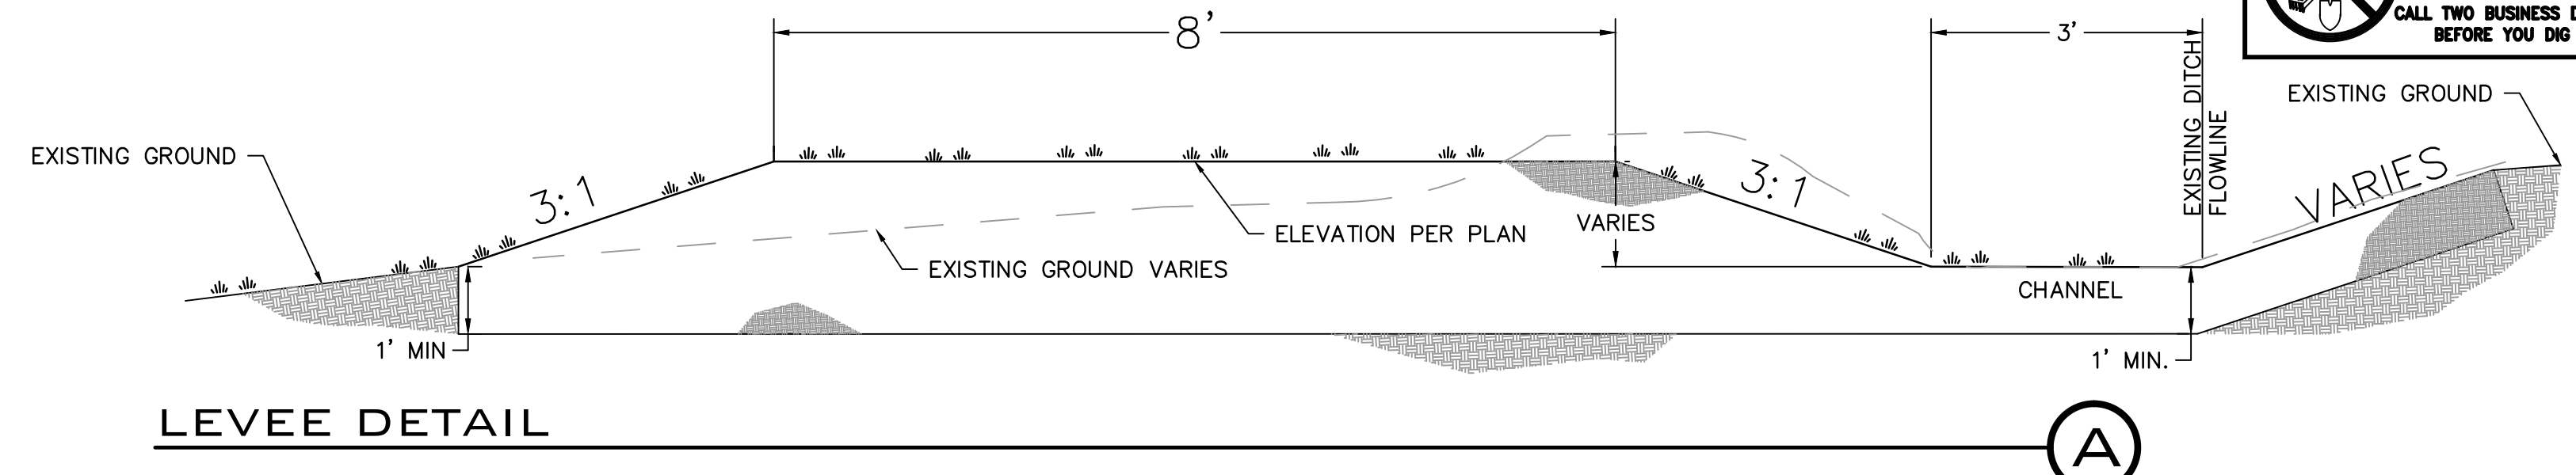 8'
3'
CALL TWO BUSINESS
BEFORE YOU DIG
EXISTING DITCH
FLOWLINE
EXISTING GROUND
EXISTING GROUND
3:1
3:1
VARIES
VARIES
ELEVATION PER PLAN
EXISTING GROUND VARIES
CHANNEL
1' MIN
1' MIN.
LEVEE DETAIL
A